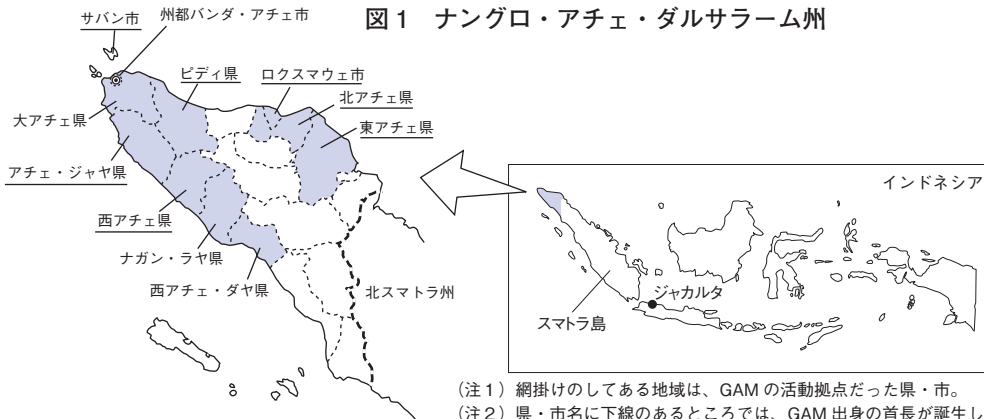 図1 ナングロ・アチェ・ダルサラーム州
サバン市
州都バンダ・アチェ市
ピディ県
ロクスマウェ市
北アチェ県
東アチェ県
大アチェ県
アチェ・ジャヤ県
西アチェ県
ナガン・ラヤ県
西アチェ・ダヤ県
北スマトラ州
インドネシア
ジャカルタ
スマトラ島
(注1)網掛けのしてある地域は、GAMの活動拠点だった県・市。
(注2)県・市名に下線のあるところでは、GAM出身の首長が誕生し